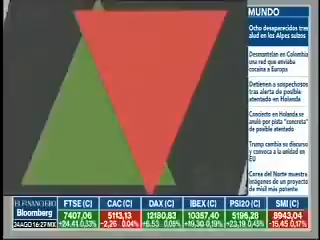 MUNDO
Ocho desaparecidos tras
alud en los Alpes suizos
Desmantelan en Colombia
una red que enviaba
cocaína a Europa
Detienen a sospechosos
tras alerta de posible
atentado en Holanda
Concierto en Holanda se
anuló por pista "concreta"
de posible atentado
Trump cambia su discurso
y convoca a la unidad en
EU
Corea del Norte muestra
imágenes de un proyecto
de misil más potente
EL FINANCIERO
Bloomberg
24AGO 16:27 MX
FTSE (C) CAC (C) DAX (C) IBEX (C) PSI20 (C) SMI (C)
7407,06 5113,13 12180,83 10357,40 5196,28 8943,04
+24,41 0,33% -2,26 0,04% +6,53 0,05% +19,30 0,19% -15,45 0,17%